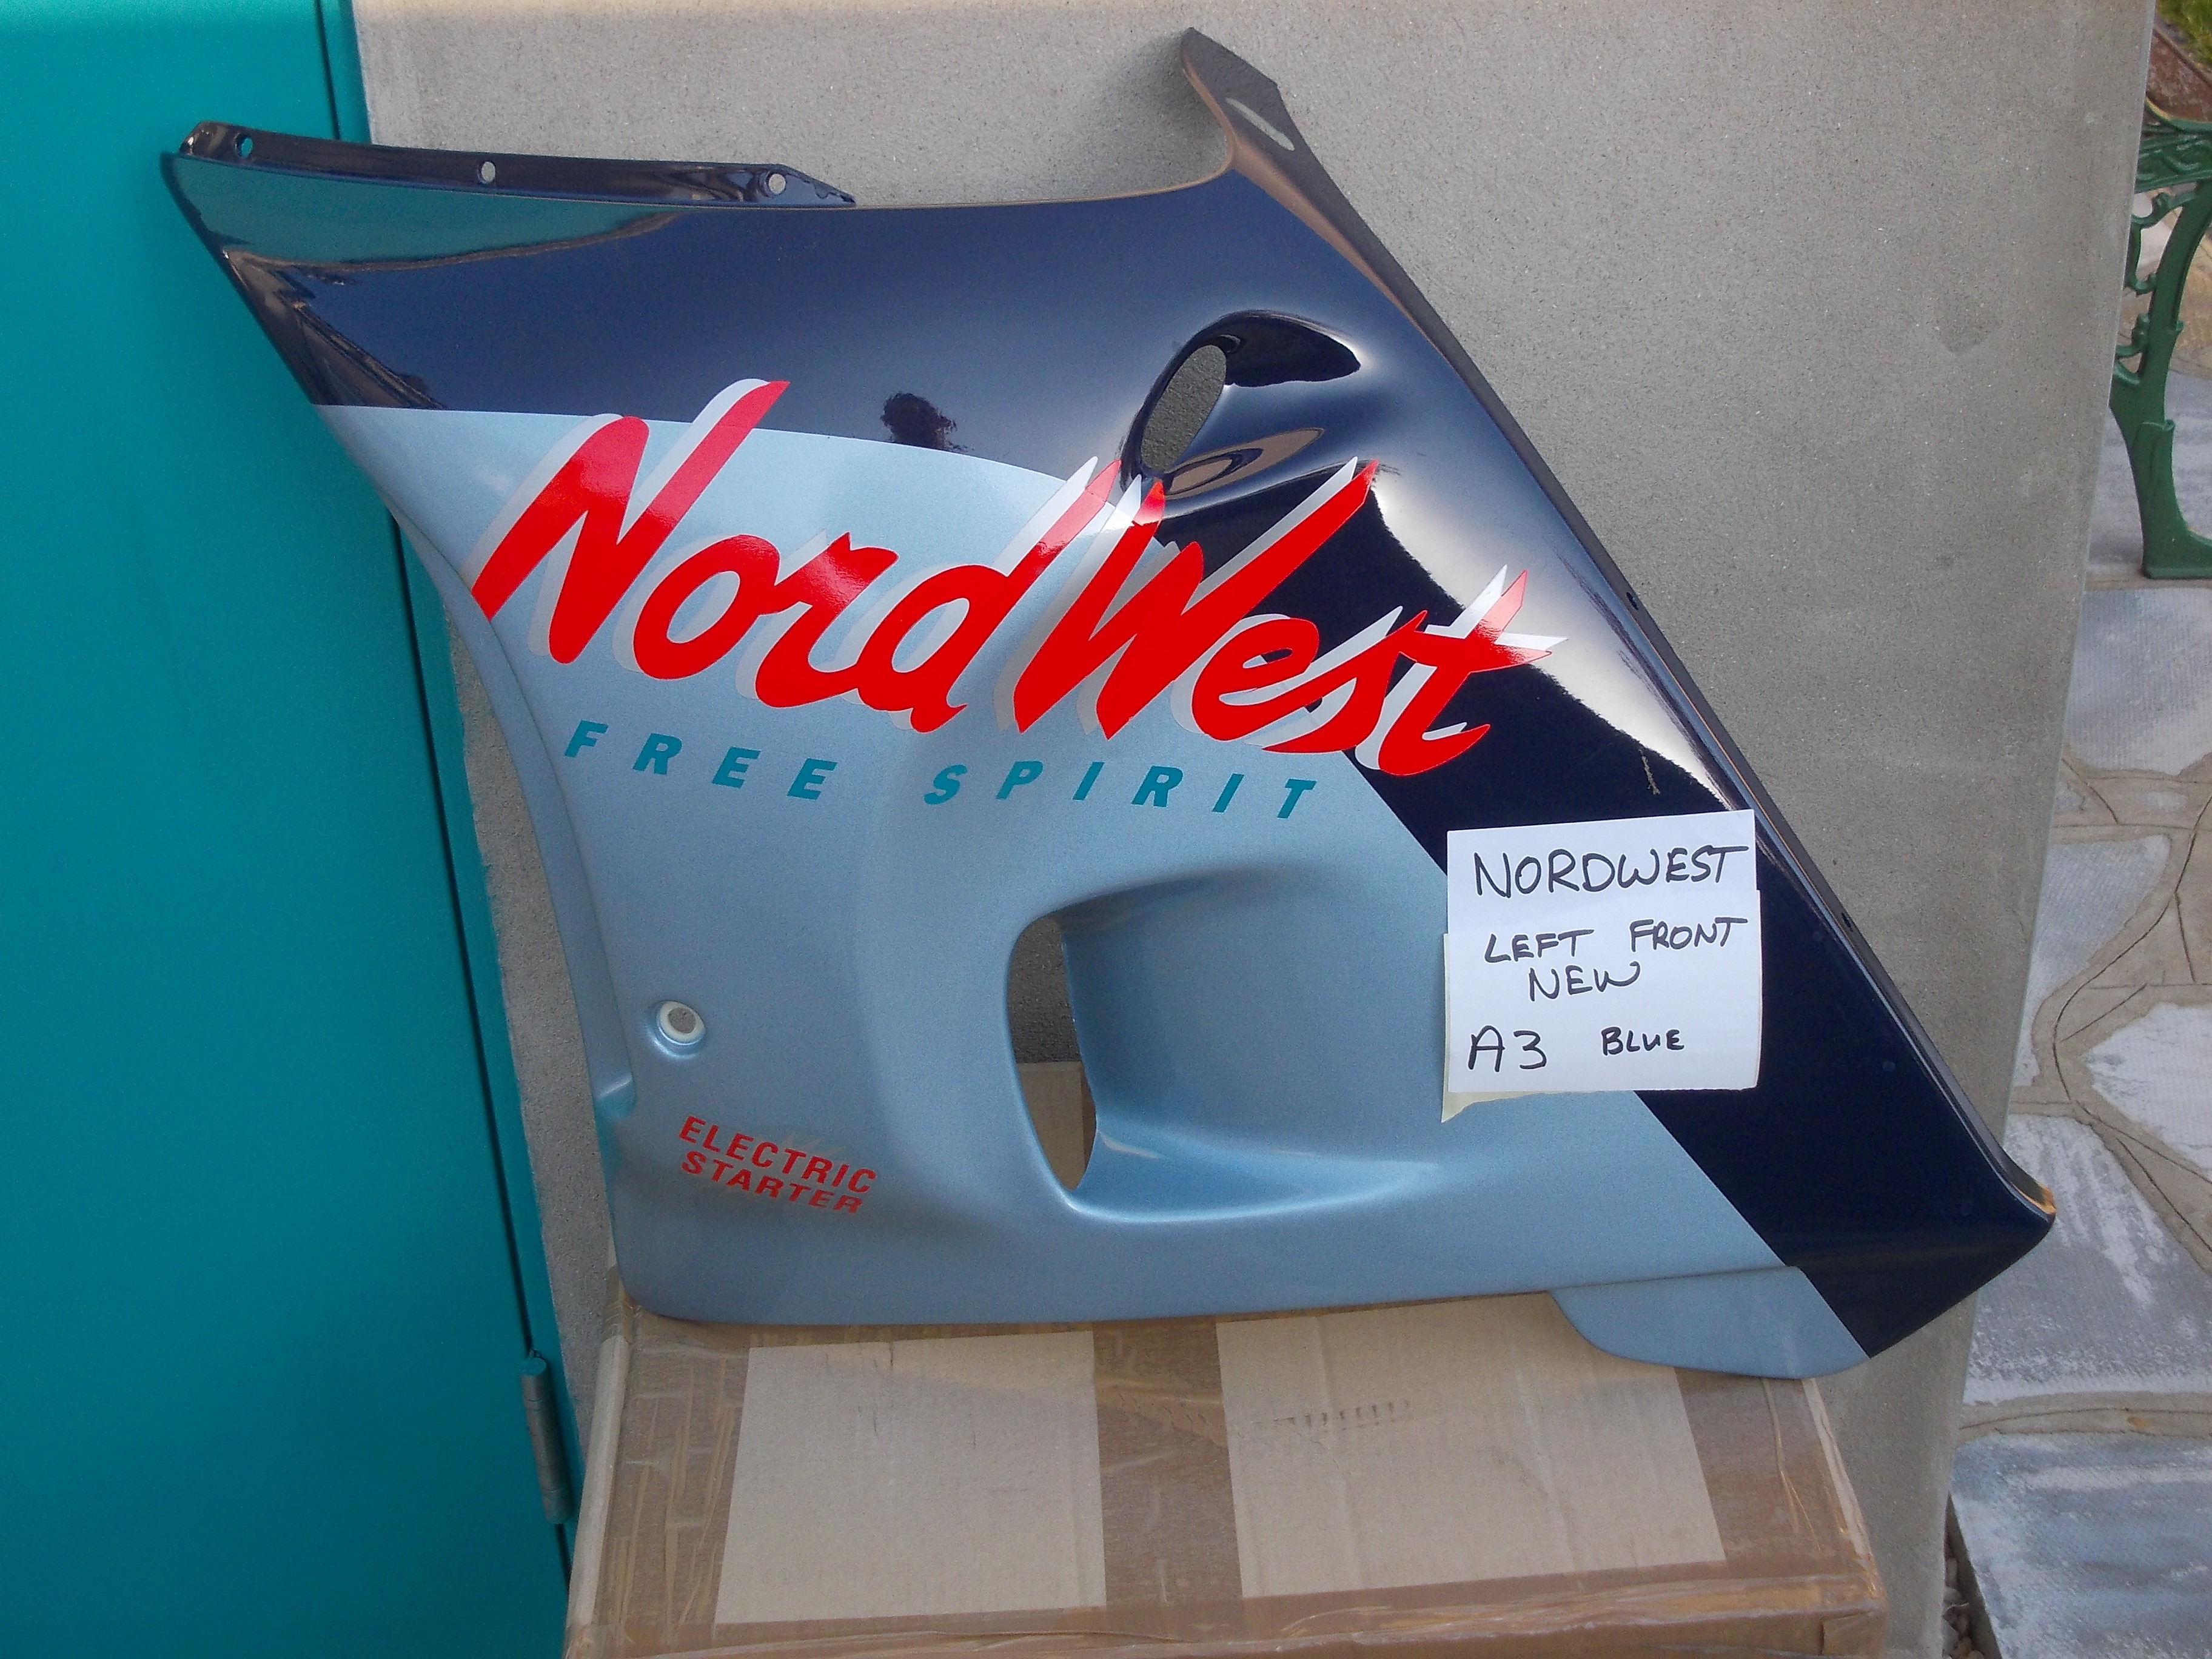 NordWest
FREE SPIRIT
NORDWEST
LEFT FRONT
NEW
A3 BLUE
ELECTRIC
STARTER